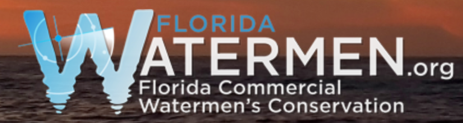 FLORIDA
WATERMEN.org
Florida Commercial
Watermen's Conservation